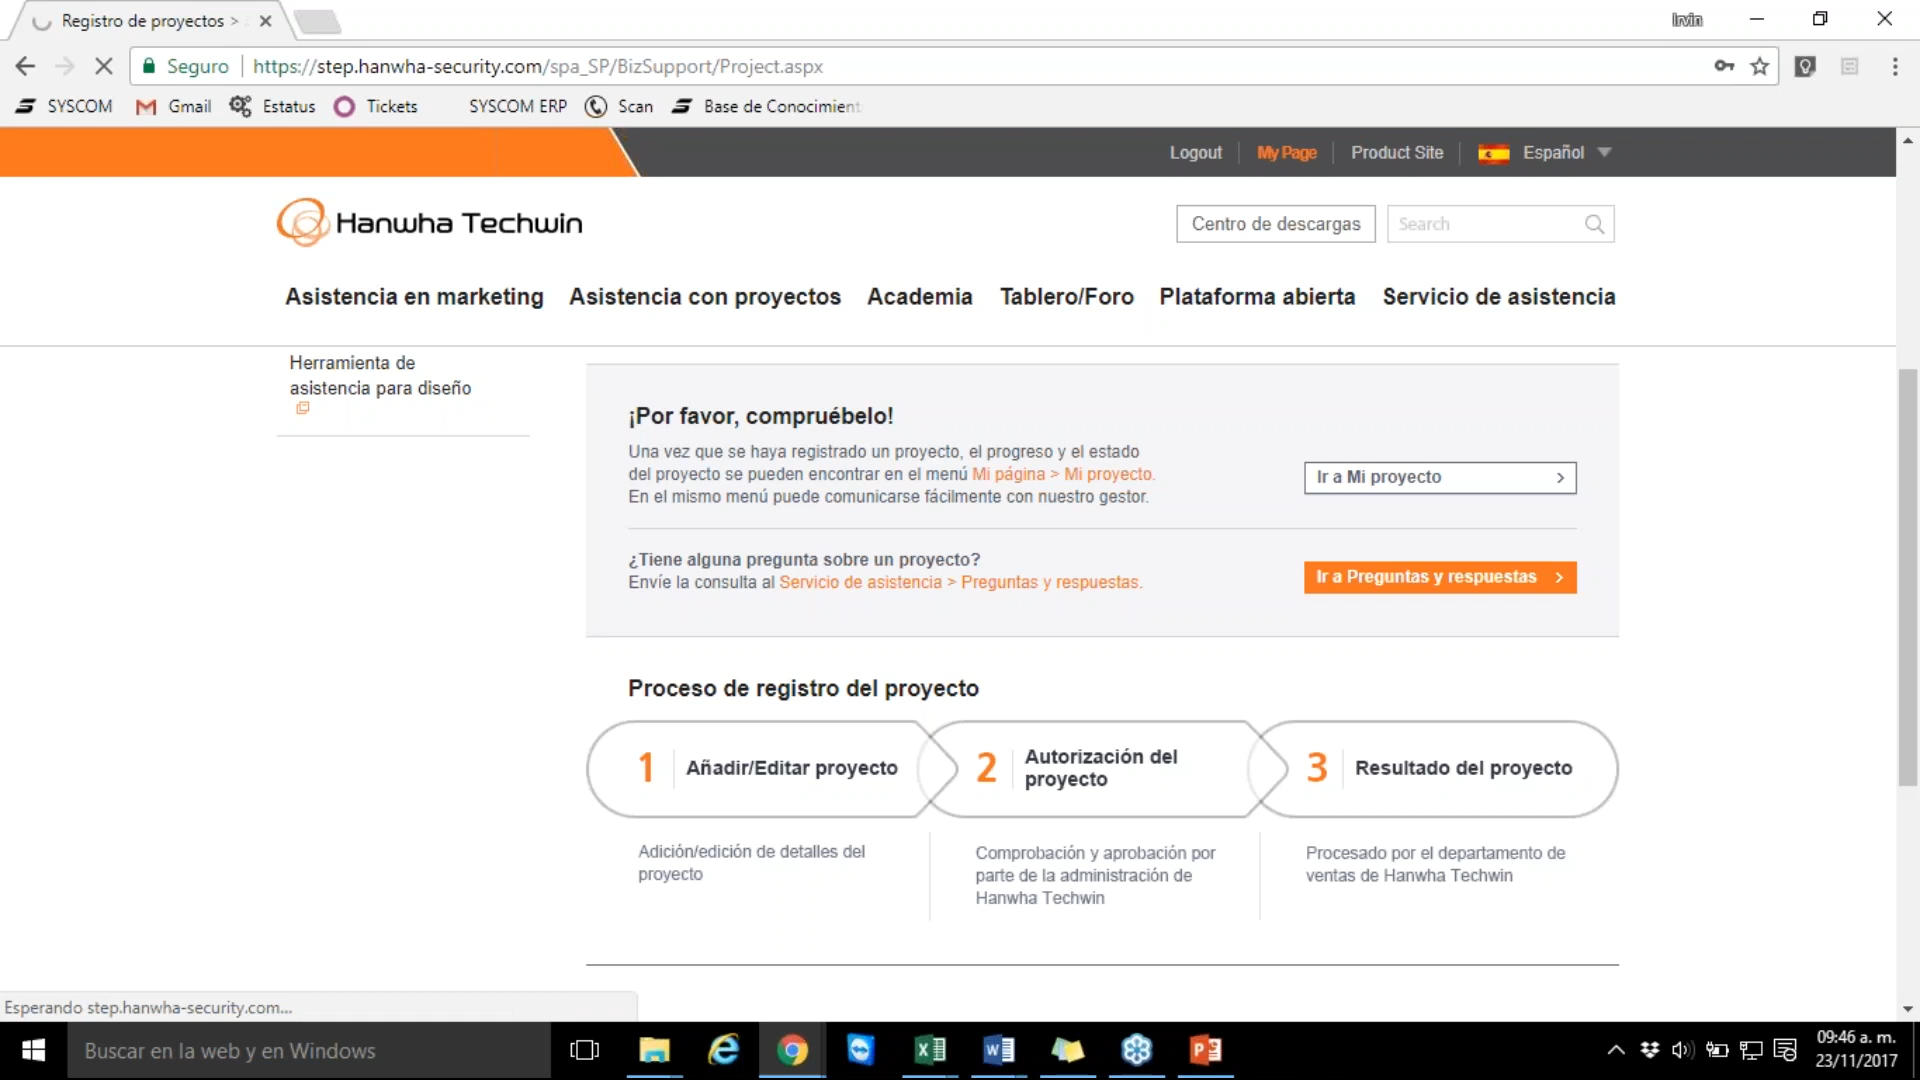 Registro de proyectos >
Irvin
Seguro
https://step.hanwha-security.com/spa_SP/BizSupport/Project.aspx
SYSCOM Gmail Estatus Tickets SYSCOM ERP Scan Base de Conocimient
Logout My Page Product Site Español
Hanwha Techwin
Centro de descargas
Search
Asistencia en marketing Asistencia con proyectos Academia Tablero/Foro Plataforma abierta Servicio de asistencia
Herramienta de
asistencia para diseño
¡Por favor, compruébelo!
Una vez que se haya registrado un proyecto, el progreso y el estado
del proyecto se pueden encontrar en el menú Mi página > Mi proyecto.
En el mismo menú puede comunicarse fácilmente con nuestro gestor.
Ir a Mi proyecto >
¿Tiene alguna pregunta sobre un proyecto?
Envíe la consulta al Servicio de asistencia > Preguntas y respuestas.
Ir a Preguntas y respuestas >
Proceso de registro del proyecto
1 Añadir/Editar proyecto
2 Autorización del
proyecto
3 Resultado del proyecto
Adición/edición de detalles del
proyecto
Comprobación y aprobación por
parte de la administración de
Hanwha Techwin
Procesado por el departamento de
ventas de Hanwha Techwin
Esperando step.hanwha-security.com...
Buscar en la web y en Windows
09:46 a. m.
23/11/2017